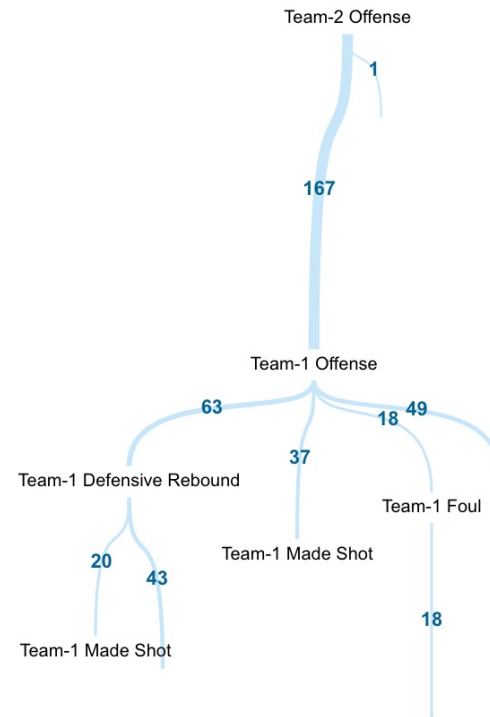 Team-2 Offense
1
167
Team-1 Offense
63
49
18
37
Team-1 Defensive Rebound
Team-1 Foul
Team-1 Made Shot
20
43
18
Team-1 Made Shot